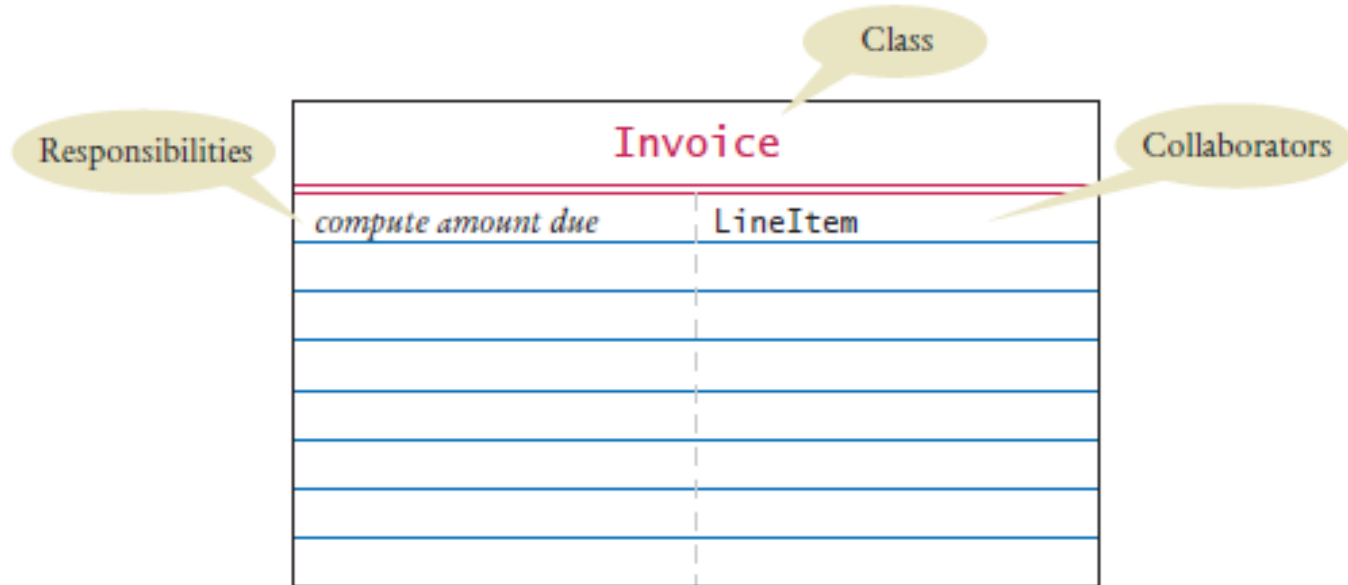 Class
Invoice
Responsibilities
Collaborators
compute amount due LineItem